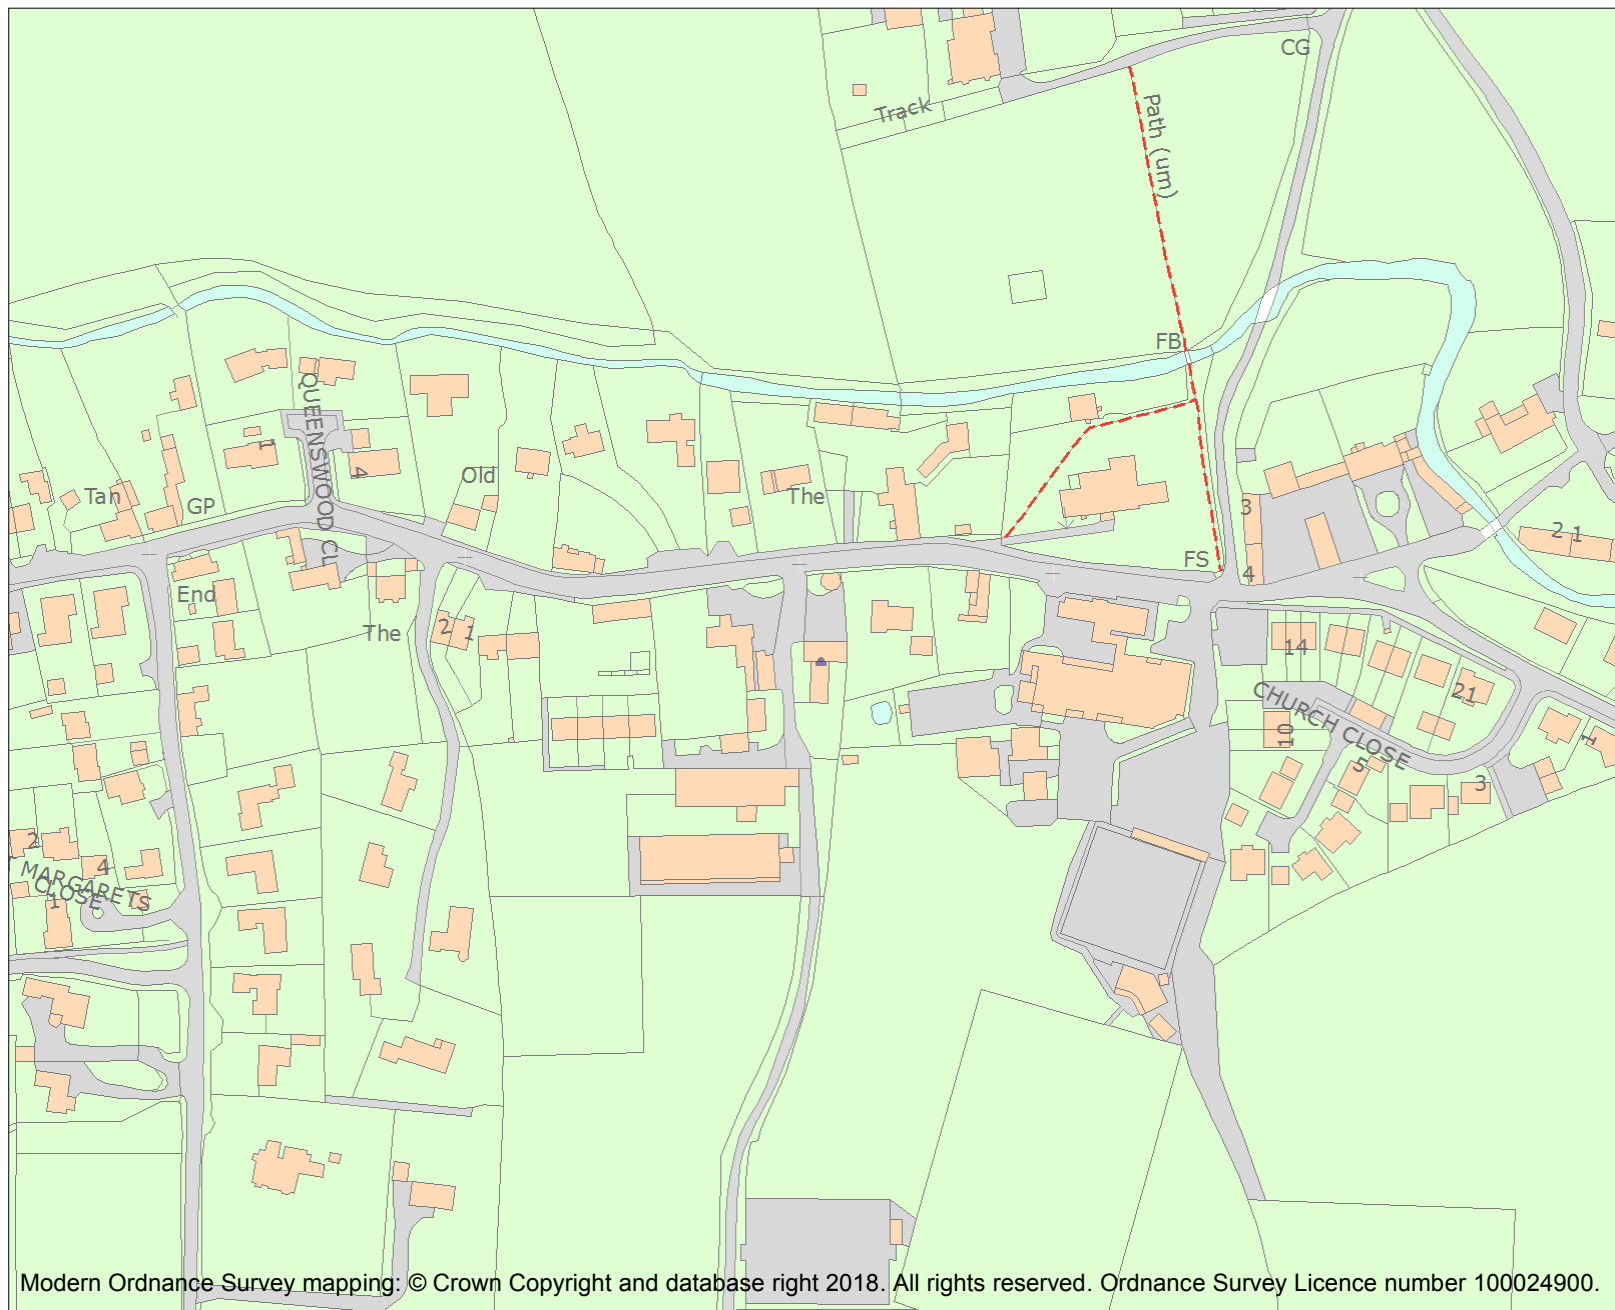 CG
Track
Path (um)
FB
QUEENSWOOD CL
1
4
Old
Tan
GP
The
3
2 1
FS
4
End
The
2 1
14
21
CHURCH CLOSE
10
1
5
3
2
4
MARGARETS
CLOSE
1
Modern Ordnance Survey mapping: © Crown Copyright and database right 2018. All rights reserved. Ordnance Survey Licence number 100024900.